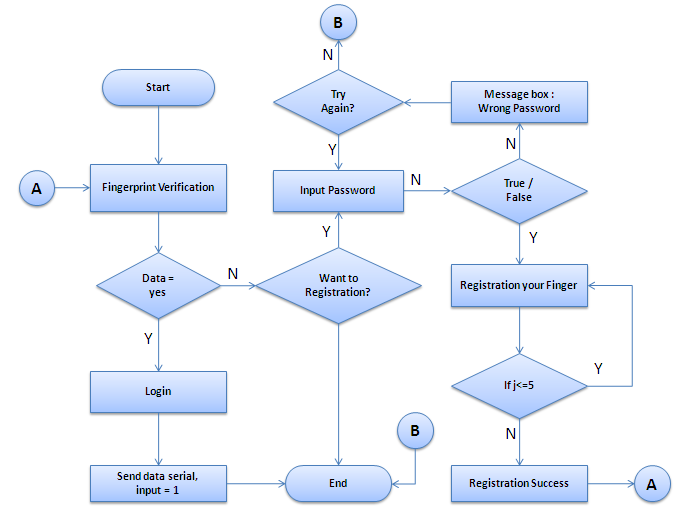 B
N
Start
Try
Again?
Message box :
Wrong Password
Y
N
A
Fingerprint Verification
Input Password
N
True /
False
Y
Y
Data =
yes
N
Want to
Registration?
Registration your Finger
Y
Login
If j<=5
Y
B
N
Send data serial,
input = 1
End
Registration Success
A